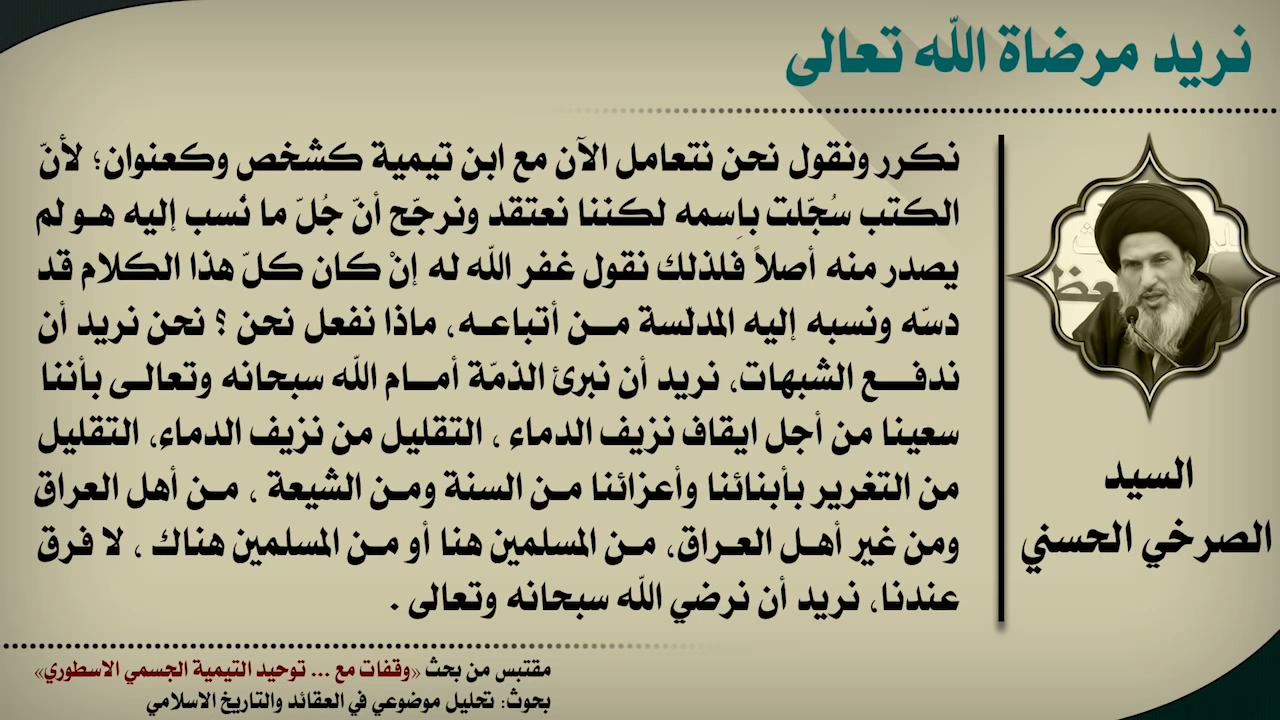 نريد مرضاة الله تعالى
نكرر ونقول نحن نتعامل الآن مع ابن تيمية كشخص وكعنوان؛ لأنّ
الكتب سُجّلت باِسمه لكننا نعتقد ونرجّح أنّ جُلّ ما نُسب إليه هو لم
يصدر منه أصلاً فلذلك نقول غفر الله له إنْ كان كلّ هذا الكلام قد
دسّه ونسبه إليه المدلّسة من أتباعه، ماذا نفعل نحن ؟ نحن نريد أن
ندفع الشبهات، نريد أن نبرئ الذمّة أمام الله سبحانه وتعالى بأننا
سعينا من أجل ايقاف نزيف الدماء ، التقليل من نزيف الدماء، التقليل
من التغرير بأبنائنا وأعزائنا من السنة ومن الشيعة ، من أهل العراق
ومن غير أهل العراق، من المسلمين هنا أو من المسلمين هناك ، لا فرق
عندنا، نريد أن نرضي الله سبحانه وتعالى .
السيد
الصرخي الحسني
مقتبس من بحث «وقفات مع ... توحيد التيمية الجسمي الاسطوري»
بحوث: تحليل موضوعي في العقائد والتاريخ الاسلامي